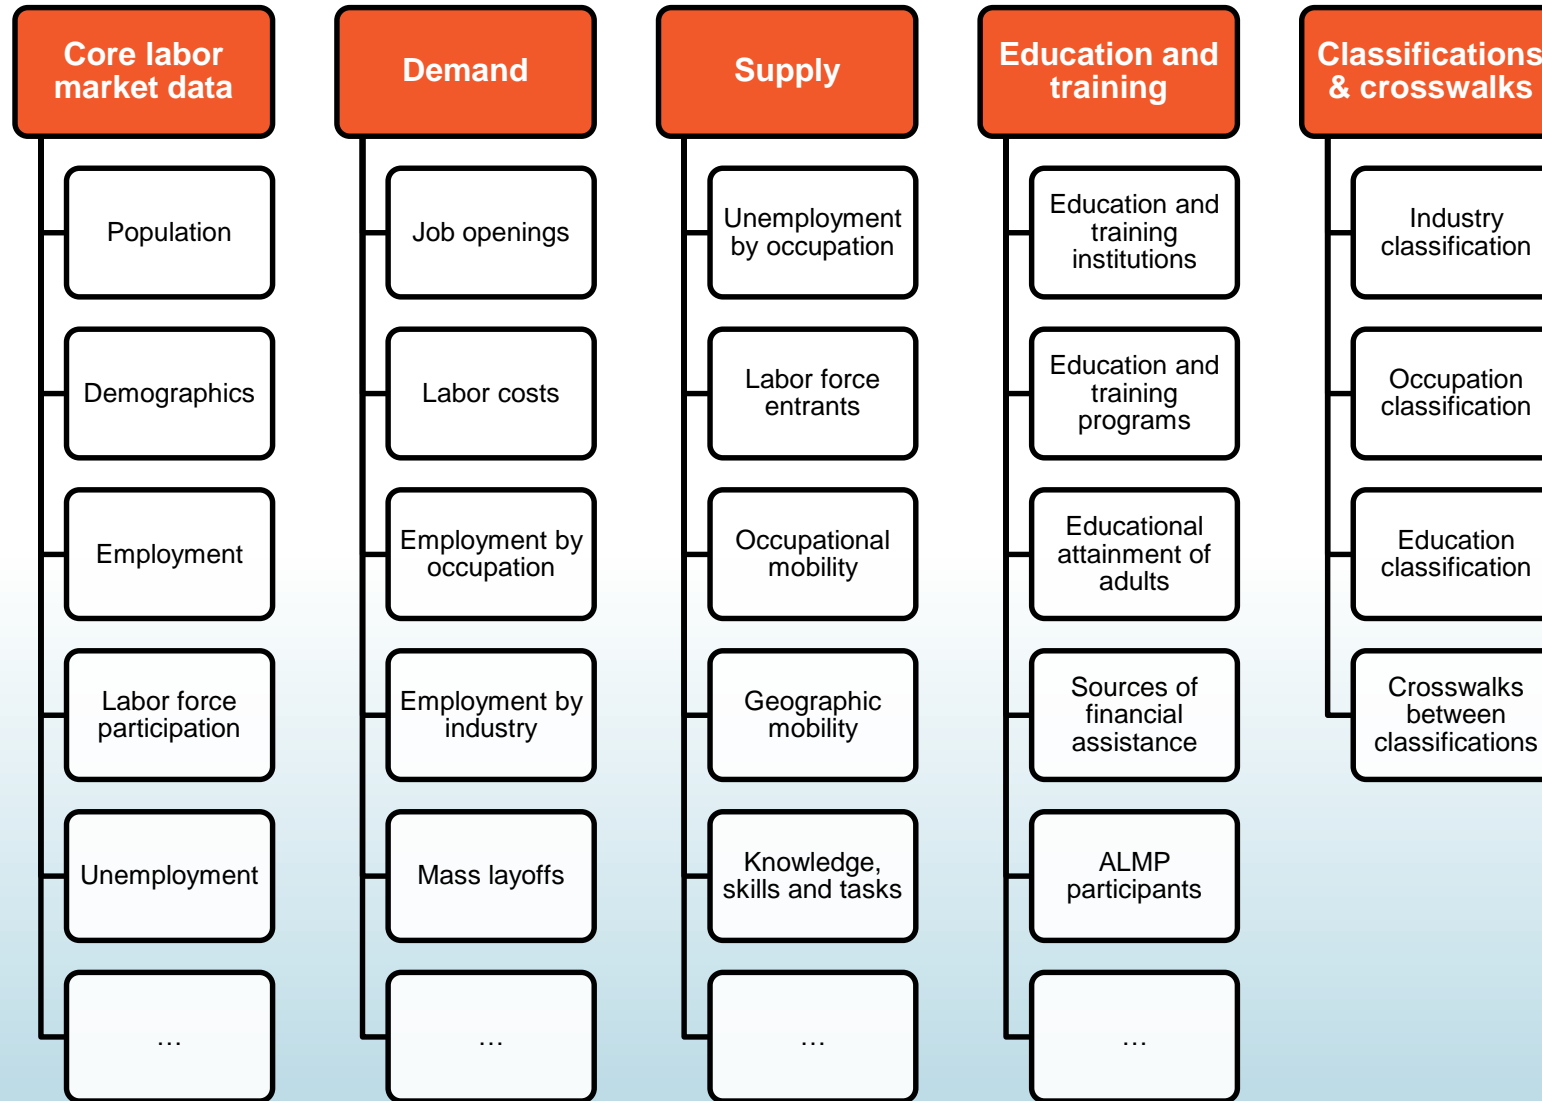 Core labor
market data
Population
Demographics
Employment
Labor force
participation
Unemployment
…
Demand
Job openings
Labor costs
Employment by
occupation
Employment by
industry
Mass layoffs
…
Supply
Unemployment
by occupation
Labor force
entrants
Occupational
mobility
Geographic
mobility
Knowledge,
skills and tasks
…
Education and
training
Education and
training
institutions
Education and
training
programs
Educational
attainment of
adults
Sources of
financial
assistance
ALMP
participants
…
Classifications
& crosswalks
Industry
classification
Occupation
classification
Education
classification
Crosswalks
between
classifications